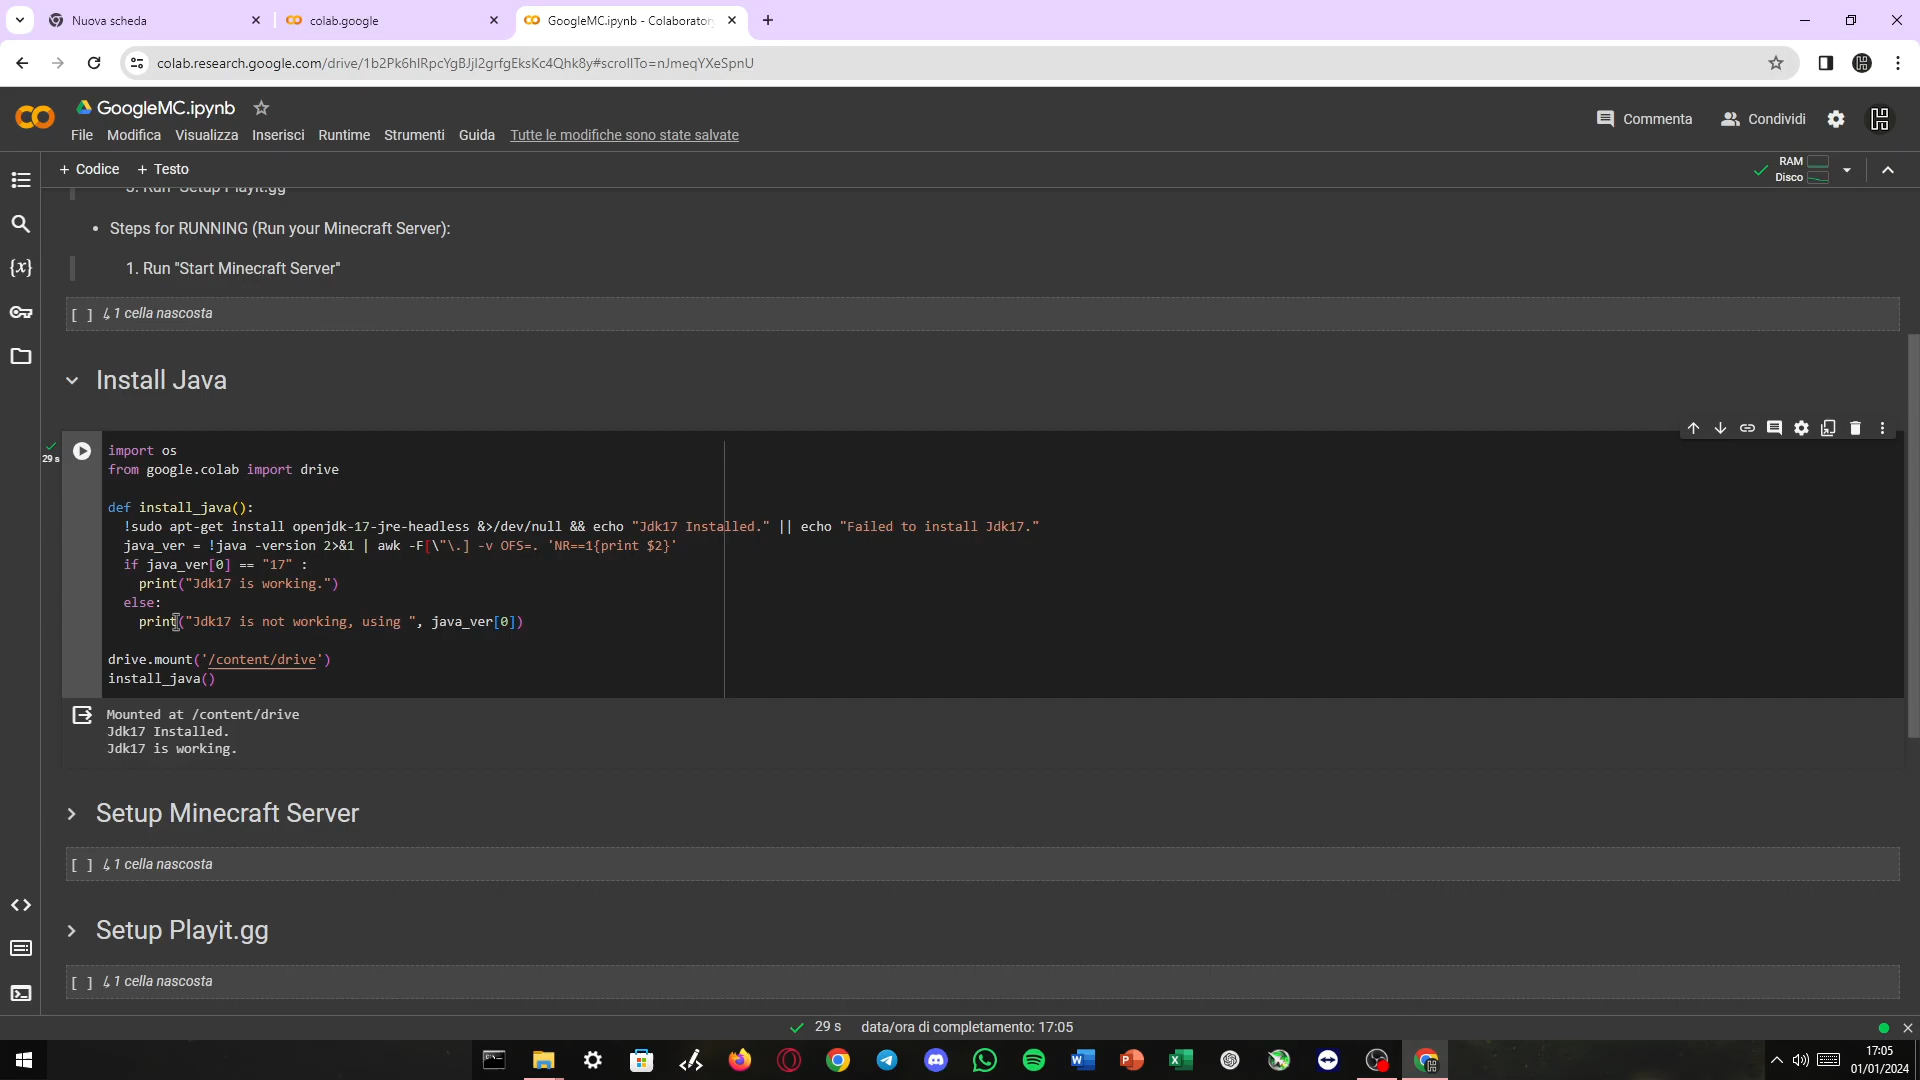 Nuova scheda
colab.google
GoogleMC.ipynb - Colaborator
colab.research.google.com/drive/1b2Pk6hlRpcYgBJjl2grfgEksKc4Qhk8y#scrollTo=nJmeqYXeSpnU
GoogleMC.ipynb
File Modifica Visualizza Inserisci Runtime Strumenti Guida Tutte le modifiche sono state salvate
Commenta Condividi
+ Codice + Testo
RAM
Disco
3. Run "Setup Playit.gg"
• Steps for RUNNING (Run your Minecraft Server):
1. Run "Start Minecraft Server"
[ ] ↳ 1 cella nascosta
Install Java
29 s
import os
from google.colab import drive
def install_java():
!sudo apt-get install openjdk-17-jre-headless &>/dev/null && echo "Jdk17 Installed." || echo "Failed to install Jdk17."
java_ver = !java -version 2>&1 | awk -F[\"\.] -v OFS=. 'NR==1{print $2}'
if java_ver[0] == "17" :
print("Jdk17 is working.")
else:
print("Jdk17 is not working, using ", java_ver[0])
drive.mount('/content/drive')
install_java()
Mounted at /content/drive
Jdk17 Installed.
Jdk17 is working.
Setup Minecraft Server
[ ] ↳ 1 cella nascosta
Setup Playit.gg
[ ] ↳ 1 cella nascosta
29 s data/ora di completamento: 17:05
17:05
01/01/2024